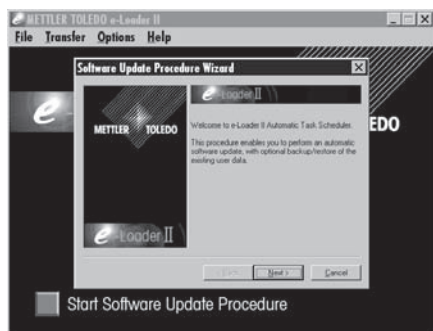 METTLER TOLEDO e-Loader II
File Transfer Options Help
Software Update Procedure Wizard
e-Loader II
METTLER TOLEDO
Welcome to e-Loader II Automatic Task Scheduler.
This procedure enables you to perform an automatic
software update, with optional backup/restore of the
existing user data.
e
EDO
e-Loader II
< Back Next > Cancel
Start Software Update Procedure